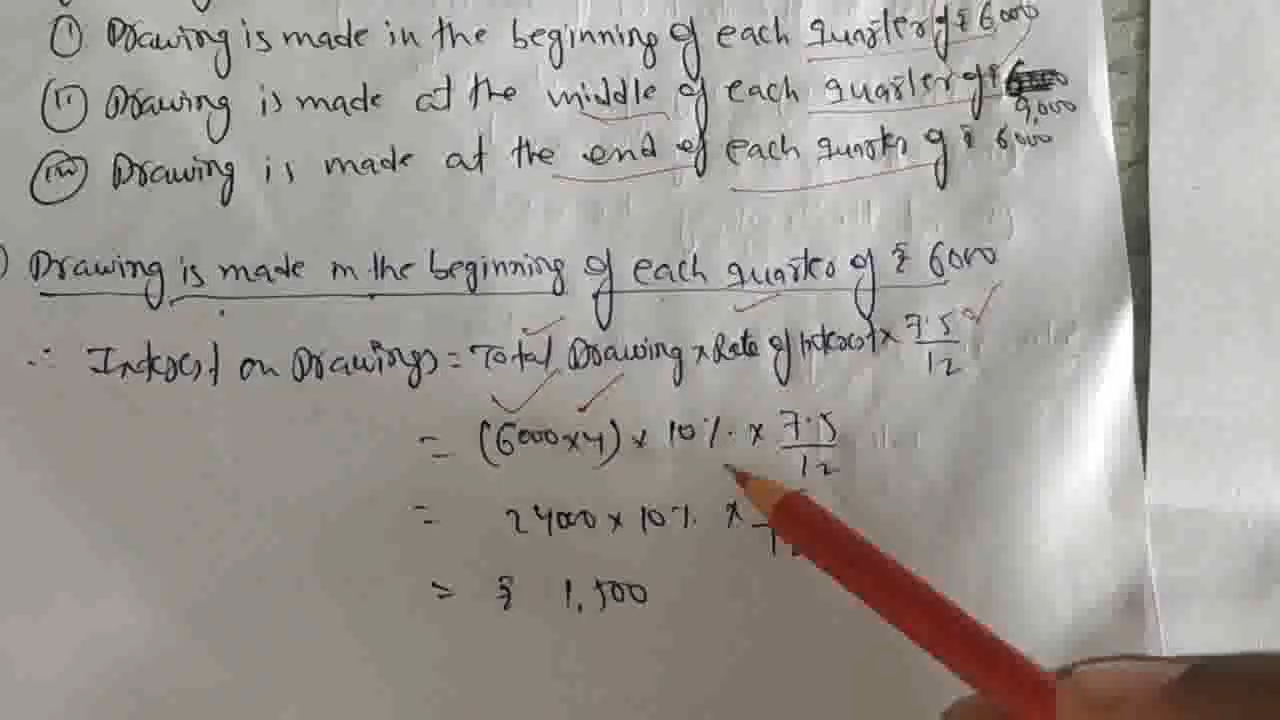 (i) Drawing is made in the beginning of each quarter of ₹ 6000
(ii) Drawing is made at the middle of each quarter of ₹ 9,000
(iii) Drawing is made at the end of each quarter of ₹ 6000
) Drawing is made in the beginning of each quarter of ₹ 6000
∴ Interest on Drawings = Total Drawing × Rate of Interest × 7.5/12
= (6000×4) × 10% × 7.5/12
= 24000 × 10% ×
= ₹ 1,500